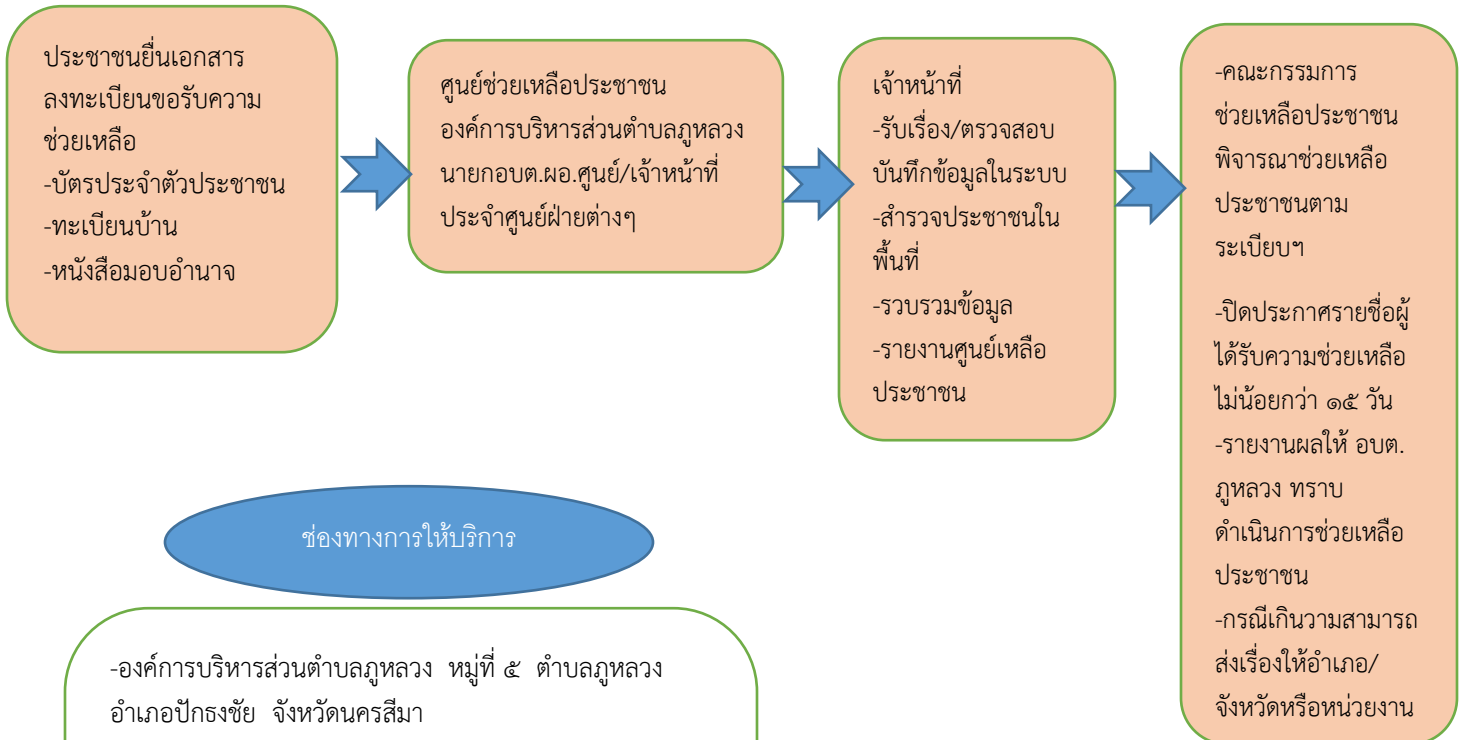 ประชาชนยื่นเอกสาร
ลงทะเบียนขอรับความ
ช่วยเหลือ
-บัตรประจำตัวประชาชน
-ทะเบียนบ้าน
-หนังสือมอบอำนาจ
ศูนย์ช่วยเหลือประชาชน
องค์การบริหารส่วนตำบลภูหลวง
นายกอบต.ผอ.ศูนย์/เจ้าหน้าที่
ประจำศูนย์ฝ่ายต่างๆ
เจ้าหน้าที่
-รับเรื่อง/ตรวจสอบ
บันทึกข้อมูลในระบบ
-สำรวจประชาชนใน
พื้นที่
-รวบรวมข้อมูล
-รายงานศูนย์เหลือ
ประชาชน
-คณะกรรมการ
ช่วยเหลือประชาชน
พิจารณาช่วยเหลือ
ประชาชนตาม
ระเบียบฯ
-ปิดประกาศรายชื่อผู้
ได้รับความช่วยเหลือ
ไม่น้อยกว่า ๑๕ วัน
-รายงานผลให้ อบต.
ภูหลวง ทราบ
ดำเนินการช่วยเหลือ
ประชาชน
-กรณีเกินวามสามารถ
ส่งเรื่องให้อำเภอ/
จังหวัดหรือหน่วยงาน
ช่องทางการให้บริการ
-องค์การบริหารส่วนตำบลภูหลวง หมู่ที่ ๕ ตำบลภูหลวง
อำเภอปักธงชัย จังหวัดนครสีมา